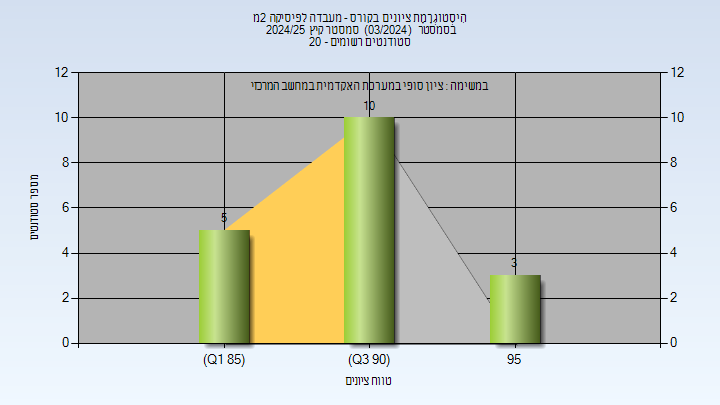 היסטוגרמת ציונים בקורס - מעבדה לפיסיקה 2מ
בסמסטר (03/2024) סמסטר קיץ 2024/25
סטודנטים רשומים - 20
במשימה : ציון סופי במערכת האקדמית במחשב המרכזי
מספר סטודנטים
12
10
8
6
4
2
0
12
10
8
6
4
2
0
5
10
3
(Q1 85)
(Q3 90)
95
טווח ציונים